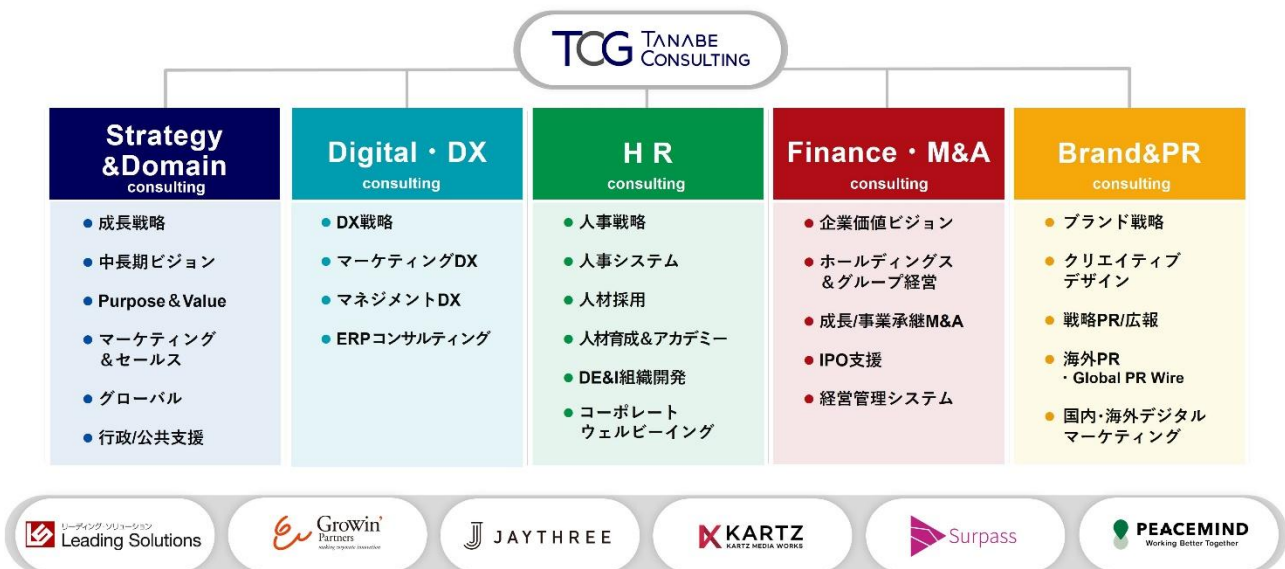 TCG TANABE
CONSULTING
Strategy
&Domain
consulting
● 成長戦略
● 中長期ビジョン
● Purpose＆Value
● マーケティング
＆セールス
● グローバル
● 行政/公共支援
Digital・DX
consulting
● DX戦略
● マーケティングDX
● マネジメントDX
● ERPコンサルティング
HR
consulting
● 人事戦略
● 人事システム
● 人材採用
● 人材育成＆アカデミー
● DE&I組織開発
● コーポレート
ウェルビーイング
Finance・M&A
consulting
● 企業価値ビジョン
● ホールディングス
＆グループ経営
● 成長/事業承継M&A
● IPO支援
● 経営管理システム
Brand&PR
consulting
● ブランド戦略
● クリエイティブ
デザイン
● 戦略PR/広報
● 海外PR
・Global PR Wire
● 国内･海外デジタル
マーケティング
リーディング・ソリューション
Leading Solutions
GroWin'
Partners
seeking corporate innovation
JAYTHREE
KARTZ
KARTZ MEDIA WORKS
Surpass
PEACEMIND
Working Better Together